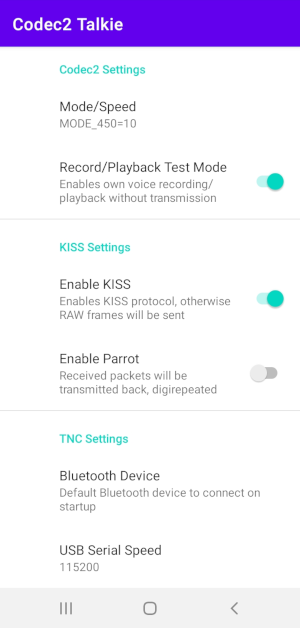 Codec2 Talkie
Codec2 Settings
Mode/Speed
MODE_450=10
Record/Playback Test Mode
Enables own voice recording/
playback without transmission
KISS Settings
Enable KISS
Enables KISS protocol, otherwise
RAW frames will be sent
Enable Parrot
Received packets will be
transmitted back, digirepeated
TNC Settings
Bluetooth Device
Default Bluetooth device to connect on
startup
USB Serial Speed
115200